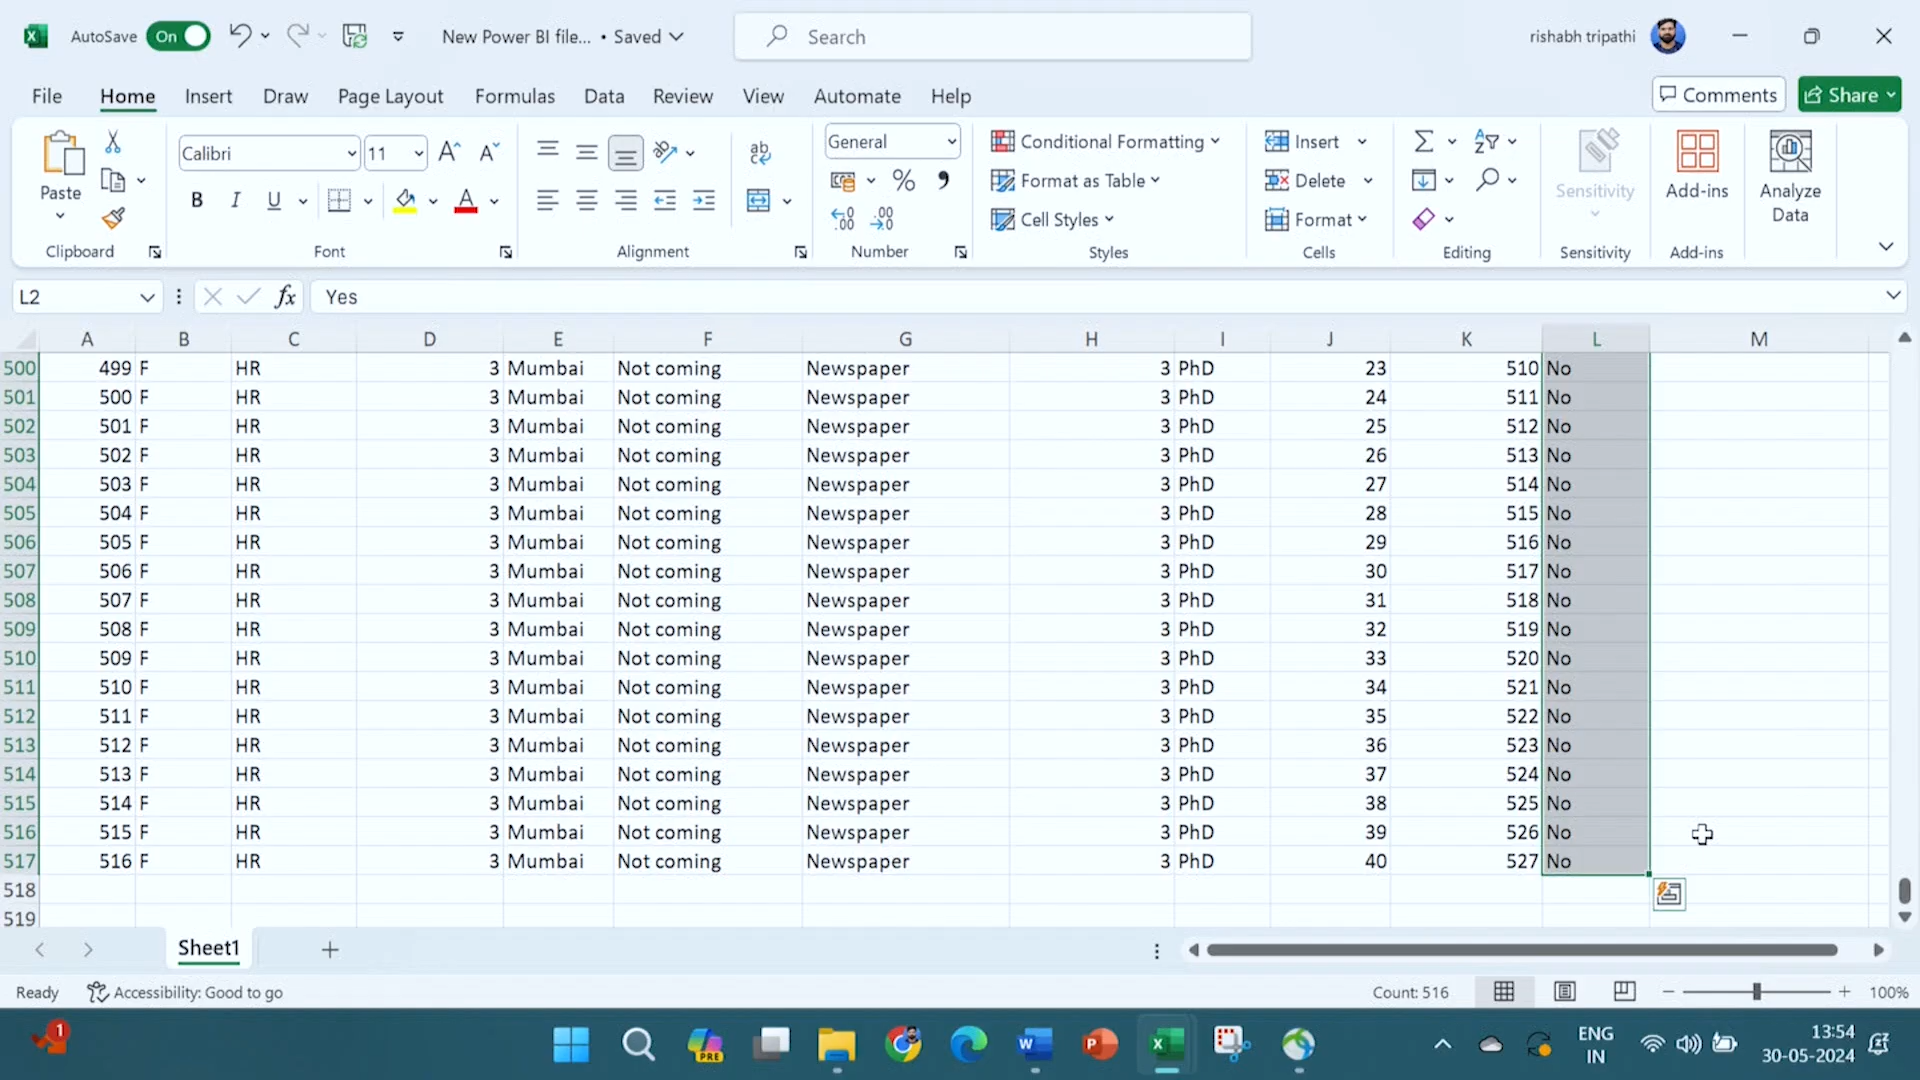 AutoSave On New Power BI file... • Saved Search rishabh tripathi
File Home Insert Draw Page Layout Formulas Data Review View Automate Help Comments Share
Paste Calibri 11 A^ A ab General Conditional Formatting Insert Sensitivity Add-ins Analyze Data
Format as Table Delete
B I U A Cell Styles Format
Clipboard Font Alignment Number Styles Cells Editing Sensitivity Add-ins
L2 fx Yes
A B C D E F G H I J K L M
500 499 F HR 3 Mumbai Not coming Newspaper 3 PhD 23 510 No
501 500 F HR 3 Mumbai Not coming Newspaper 3 PhD 24 511 No
502 501 F HR 3 Mumbai Not coming Newspaper 3 PhD 25 512 No
503 502 F HR 3 Mumbai Not coming Newspaper 3 PhD 26 513 No
504 503 F HR 3 Mumbai Not coming Newspaper 3 PhD 27 514 No
505 504 F HR 3 Mumbai Not coming Newspaper 3 PhD 28 515 No
506 505 F HR 3 Mumbai Not coming Newspaper 3 PhD 29 516 No
507 506 F HR 3 Mumbai Not coming Newspaper 3 PhD 30 517 No
508 507 F HR 3 Mumbai Not coming Newspaper 3 PhD 31 518 No
509 508 F HR 3 Mumbai Not coming Newspaper 3 PhD 32 519 No
510 509 F HR 3 Mumbai Not coming Newspaper 3 PhD 33 520 No
511 510 F HR 3 Mumbai Not coming Newspaper 3 PhD 34 521 No
512 511 F HR 3 Mumbai Not coming Newspaper 3 PhD 35 522 No
513 512 F HR 3 Mumbai Not coming Newspaper 3 PhD 36 523 No
514 513 F HR 3 Mumbai Not coming Newspaper 3 PhD 37 524 No
515 514 F HR 3 Mumbai Not coming Newspaper 3 PhD 38 525 No
516 515 F HR 3 Mumbai Not coming Newspaper 3 PhD 39 526 No
517 516 F HR 3 Mumbai Not coming Newspaper 3 PhD 40 527 No
518
519
Sheet1
Ready Accessibility: Good to go Count: 516 100%
1 PRE ENG IN 13:54
30-05-2024